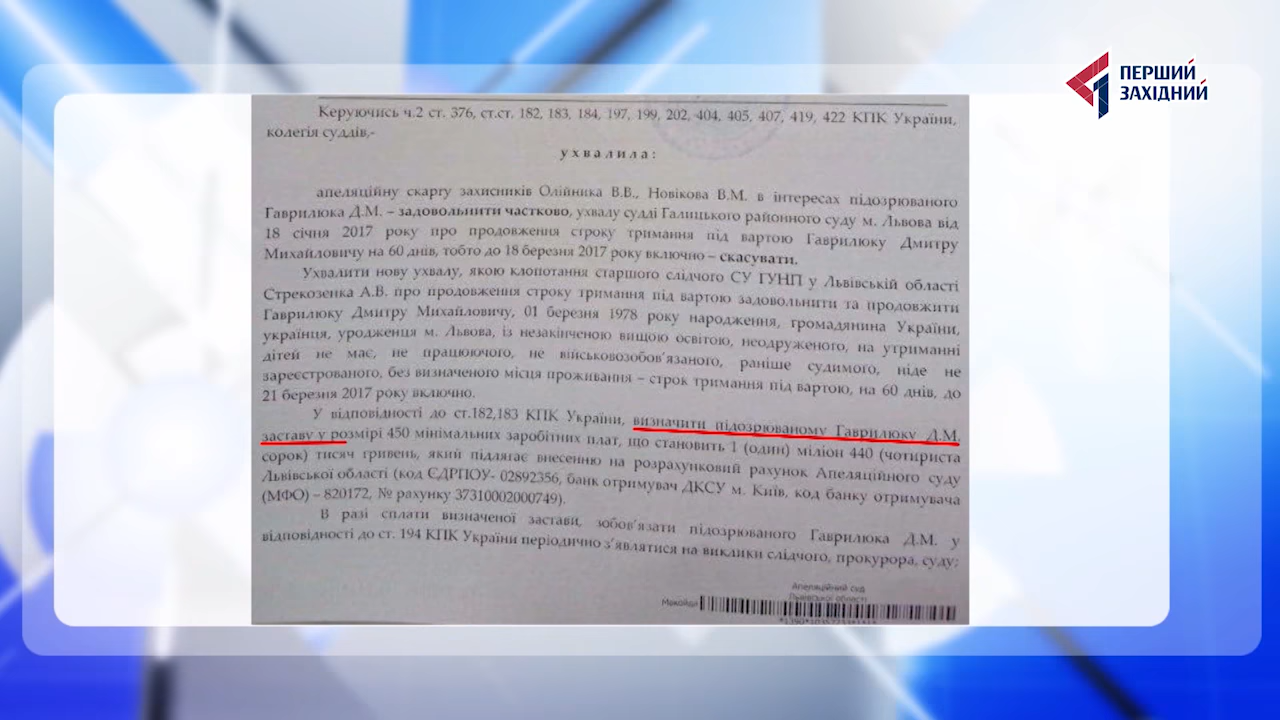 ПЕРШИЙ
ЗАХІДНИЙ
Керуючись ч.2 ст. 376, ст.ст. 182, 183, 184, 197, 199, 202, 404, 405, 407, 419, 422 КПК України,
колегія суддів,-
ухвалила:
апеляційну скаргу захисників Олійника В.В., Новікова В.М. в інтересах підозрюваного
Гаврилюка Д.М. – задовольнити частково, ухвалу судді Галицького районного суду м. Львова від
18 січня 2017 року про продовження строку тримання під вартою Гаврилюку Дмитру
Михайловичу на 60 днів, тобто до 18 березня 2017 року включно – скасувати.
Ухвалити нову ухвалу, якою клопотання старшого слідчого СУ ГУНП у Львівській області
Стрекозенка А.В. про продовження строку тримання під вартою задовольнити та продовжити
Гаврилюку Дмитру Михайловичу, 01 березня 1978 року народження, громадянина України,
українця, уродженця м. Львова, із незакінченою вищою освітою, неодруженого, на утриманні
дітей не має, не працюючого, не військовозобов'язаного, раніше судимого, ніде не
зареєстрованого, без визначеного місця проживання – строк тримання під вартою, на 60 днів, до
21 березня 2017 року включно.
У відповідності до ст.182,183 КПК України, визначити підозрюваному Гаврилюку Д.М.
заставу у розмірі 450 мінімальних заробітних плат, що становить 1 (один) міліон 440 (чотириста
сорок) тисяч гривень, який підлягає внесенню на розрахунковий рахунок Апеляційного суду
Львівської області (код ЄДРПОУ- 02892356, банк отримувач ДКСУ м. Київ, код банку отримувача
(МФО) – 820172, № рахунку 37310002000749).
В разі сплати визначеної застави, зобов'язати підозрюваного Гаврилюка Д.М. у
відповідності до ст. 194 КПК України періодично з'являтися на виклики слідчого, прокурора, суду;
Апеляційний суд
Львівської області